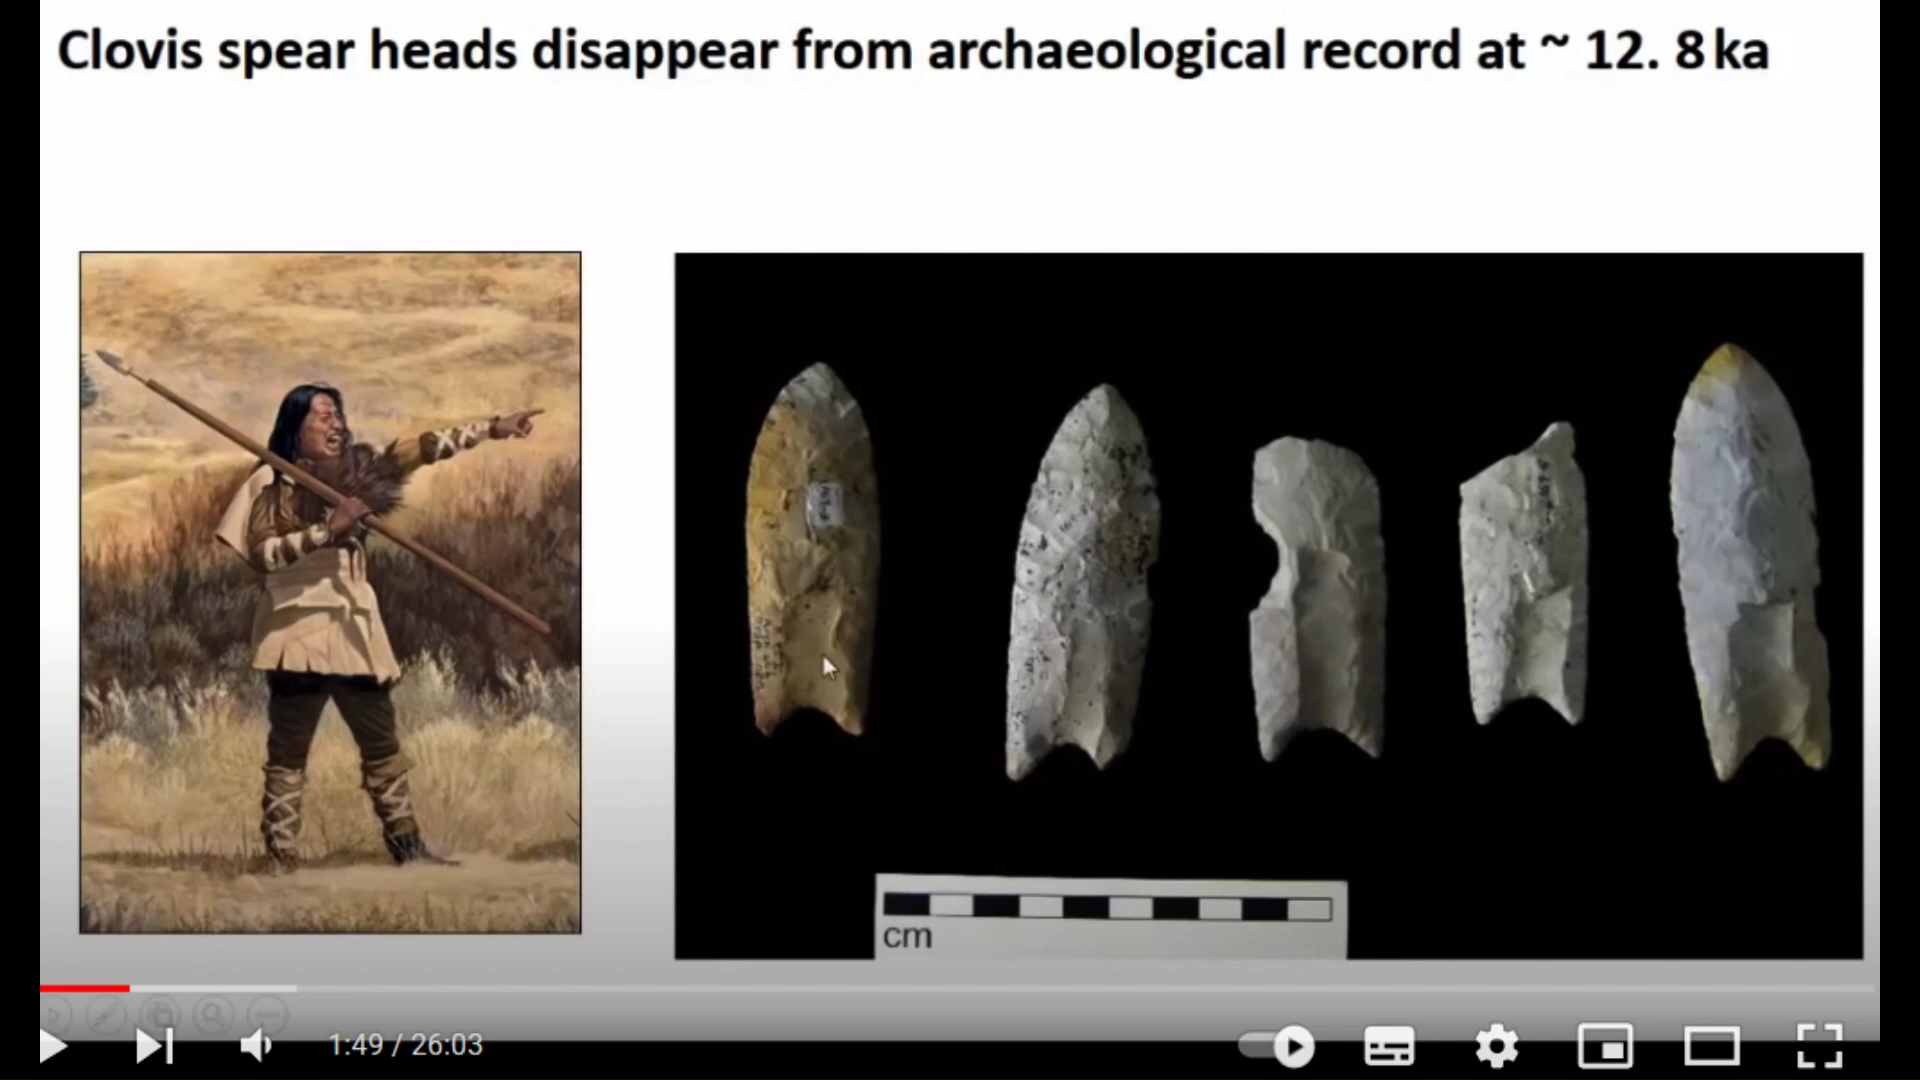 Clovis spear heads disappear from archaeological record at ~ 12. 8 ka
cm
1:49 / 26:03